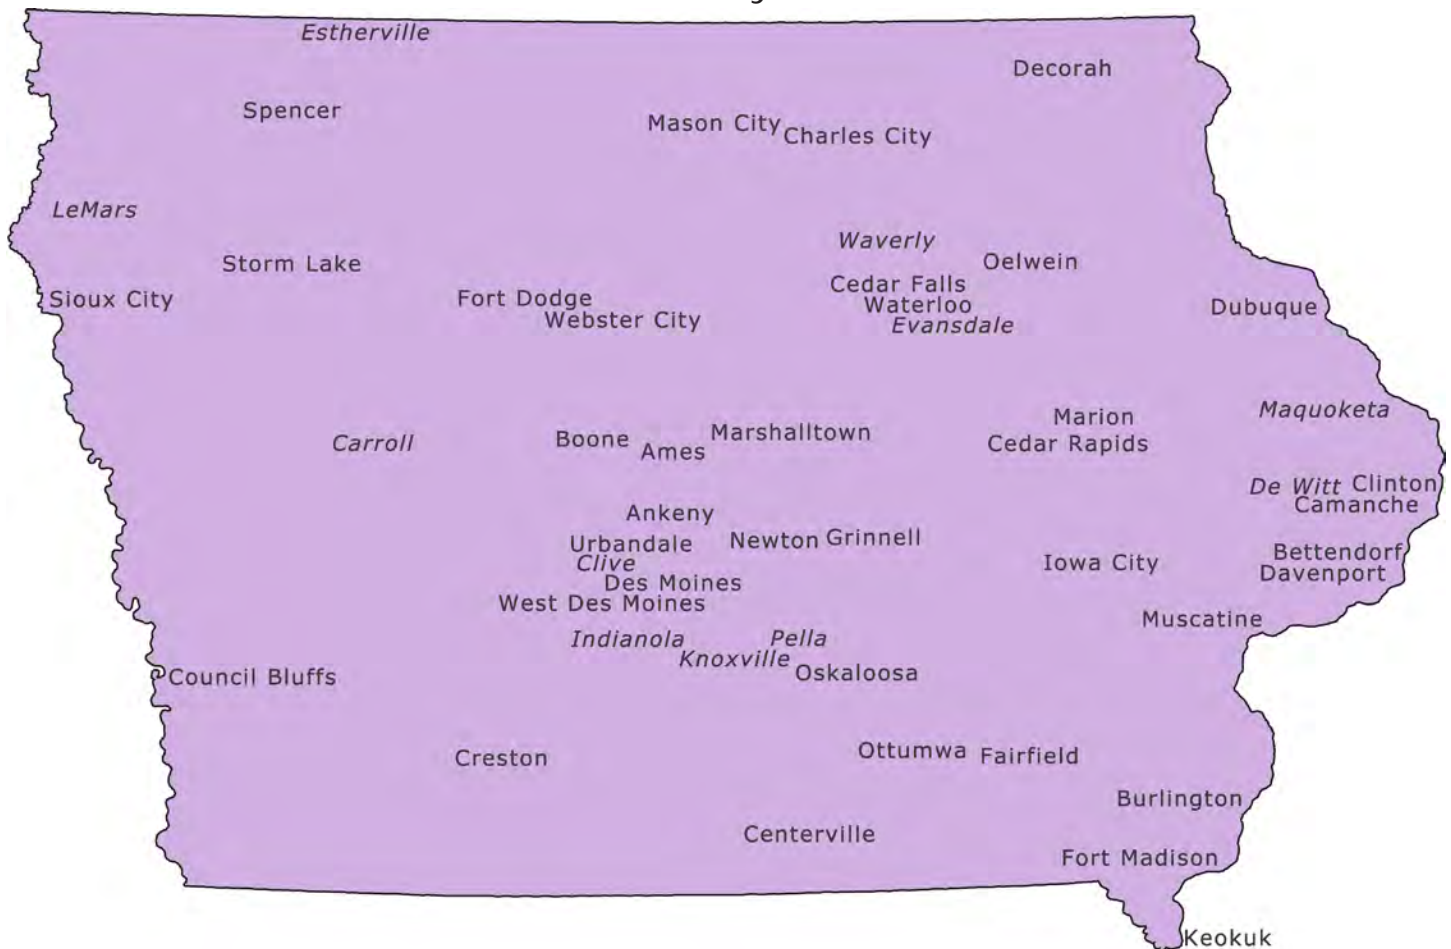 Estherville
Decorah
Spencer
Mason City
Charles City
LeMars
Waverly
Storm Lake
Oelwein
Sioux City
Fort Dodge
Cedar Falls
Waterloo
Dubuque
Webster City
Evansdale
Maquoketa
Marion
Carroll
Boone
Ames
Marshalltown
Cedar Rapids
De Witt
Clinton
Camanche
Ankeny
Urbandale
Newton
Grinnell
Bettendorf
Clive
Iowa City
Davenport
Des Moines
West Des Moines
Muscatine
Indianola
Pella
Knoxville
Oskaloosa
Council Bluffs
Creston
Ottumwa
Fairfield
Burlington
Centerville
Fort Madison
Keokuk